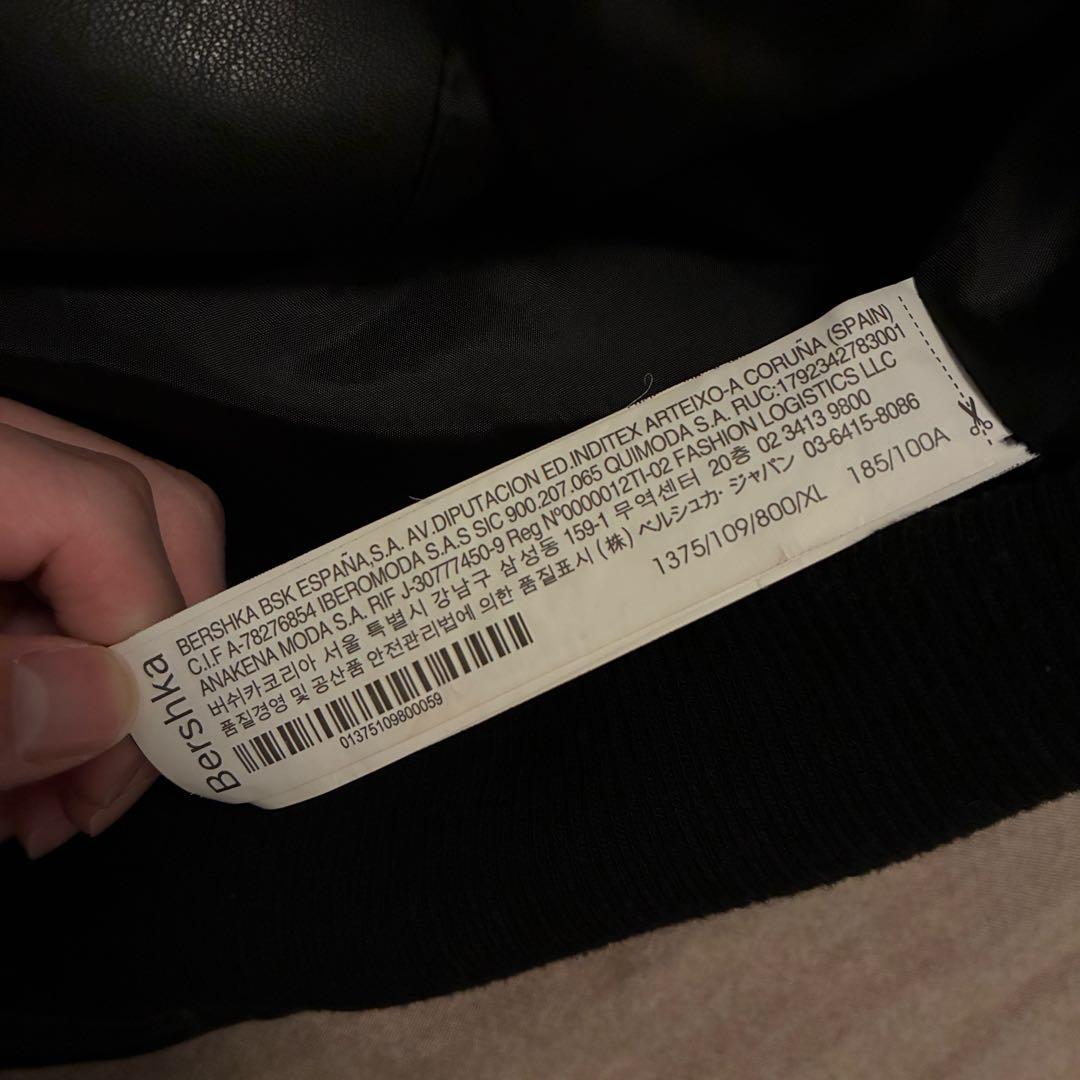 Bershka
BERSHKA BSK ESPAÑA,S.A. AV.DIPUTACION ED.INDITEX ARTEIXO-A CORUÑA (SPAIN)
C.I.F A-78276854 IBEROMODA S.A.S SIC 900.207.065 QUIMODA S.A. RUC:1792342783001
ANAKENA MODA S.A. RIF J-30777450-9 Reg Nº0000012TI-02 FASHION LOGISTICS LLC
버쉬카코리아 서울 특별시 강남구 삼성동 159-1 무역센터 20층 02 3413 9800
품질경영 및 공산품 안전관리법에 의한 품질표시 (株) ベルシュカ・ジャパン 03-6415-8086
1375/109/800/XL 185/100A
01375109800059